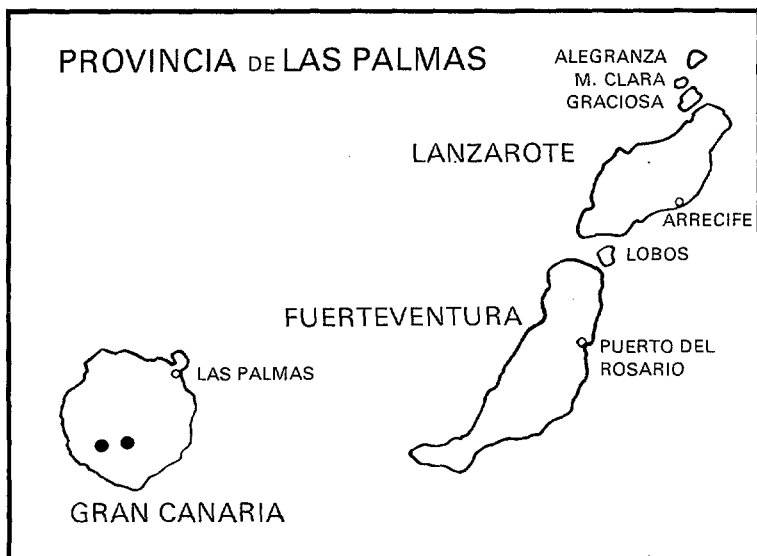 PROVINCIA DE LAS PALMAS
ALEGRANZA
M. CLARA
GRACIOSA
LANZAROTE
ARRECIFE
LOBOS
FUERTEVENTURA
PUERTO DEL
ROSARIO
LAS PALMAS
GRAN CANARIA